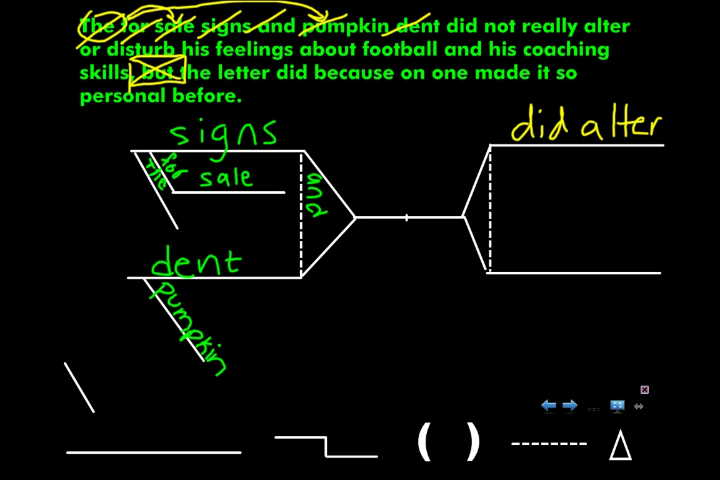 The for sale signs and pumpkin dent did not really alter
or disturb his feelings about football and his coaching
skills, but the letter did because on one made it so
personal before.
signs
did alter
The
for
sale
and
dent
pumpkin
( )